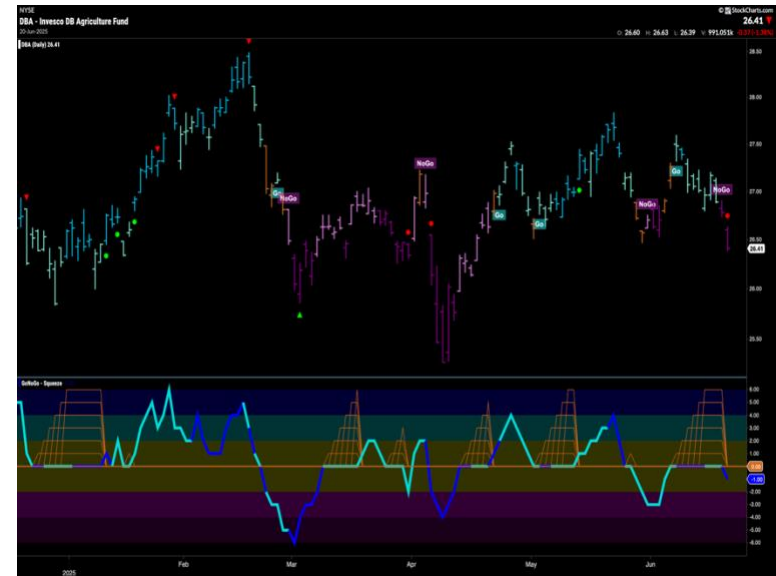 NYSE
© StockCharts.com
DBA - Invesco DB Agriculture Fund
26.41
20-Jun-2025
O: 26.60 H: 26.63 L: 26.39 V: 991.051k -0.37 (-1.38%)
DBA (Daily) 26.41
28.50
28.00
27.50
NoGo
Go
Go
NoGo
NoGo
27.00
NoGo
Go
Go
26.50
26.41
26.00
25.50
GoNoGo - Squeeze
6.00
5.00
4.00
3.00
2.00
1.00
0.00
-1.00
-2.00
-3.00
-4.00
-5.00
-6.00
Feb
Mar
Apr
May
Jun
2025